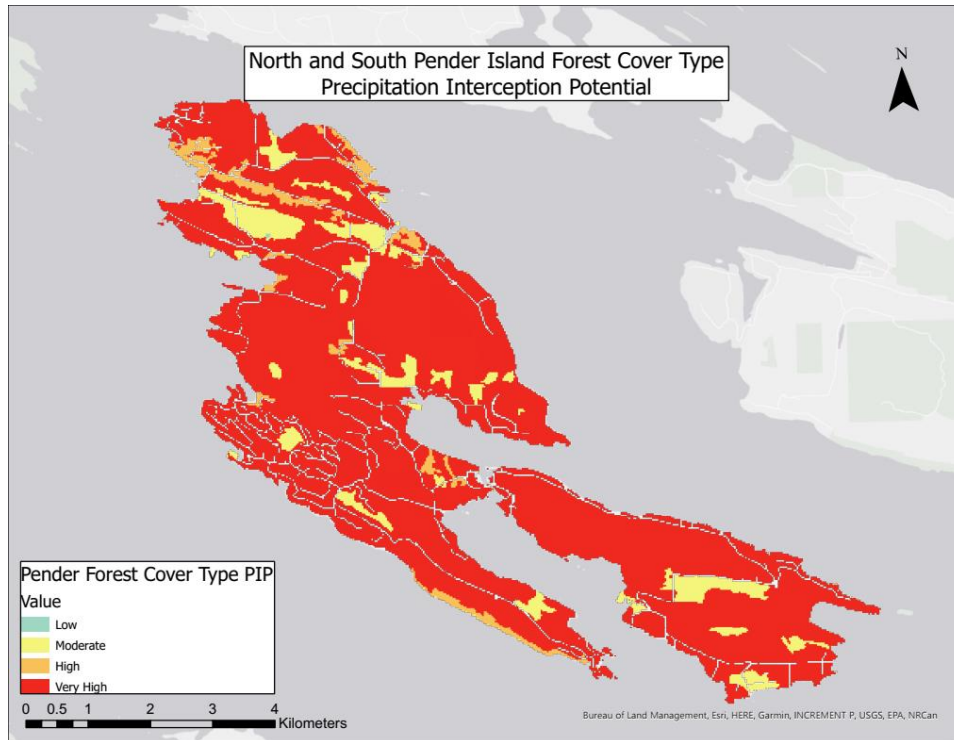 North and South Pender Island Forest Cover Type
Precipitation Interception Potential
N
Pender Forest Cover Type PIP
Value
Low
Moderate
High
Very High
0 0.5 1 2 3 4
Kilometers
Bureau of Land Management, Esri, HERE, Garmin, INCREMENT P, USGS, EPA, NRCan